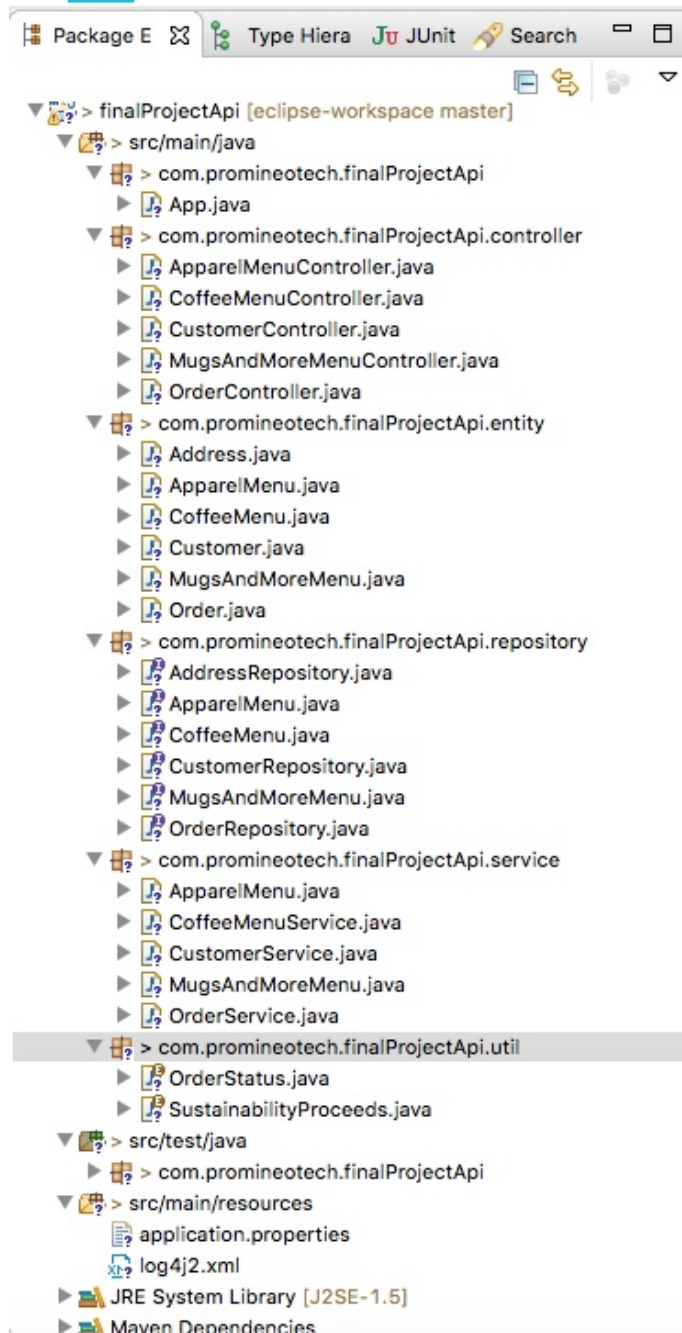 Package E Type Hiera JUnit Search
> finalProjectApi [eclipse-workspace master]
> src/main/java
> com.promineotech.finalProjectApi
App.java
> com.promineotech.finalProjectApi.controller
ApparelMenuController.java
CoffeeMenuController.java
CustomerController.java
MugsAndMoreMenuController.java
OrderController.java
> com.promineotech.finalProjectApi.entity
Address.java
ApparelMenu.java
CoffeeMenu.java
Customer.java
MugsAndMoreMenu.java
Order.java
> com.promineotech.finalProjectApi.repository
AddressRepository.java
ApparelMenu.java
CoffeeMenu.java
CustomerRepository.java
MugsAndMoreMenu.java
OrderRepository.java
> com.promineotech.finalProjectApi.service
ApparelMenu.java
CoffeeMenuService.java
CustomerService.java
MugsAndMoreMenu.java
OrderService.java
> com.promineotech.finalProjectApi.util
OrderStatus.java
SustainabilityProceeds.java
> src/test/java
> com.promineotech.finalProjectApi
> src/main/resources
application.properties
log4j2.xml
JRE System Library [J2SE-1.5]
Maven Dependencies